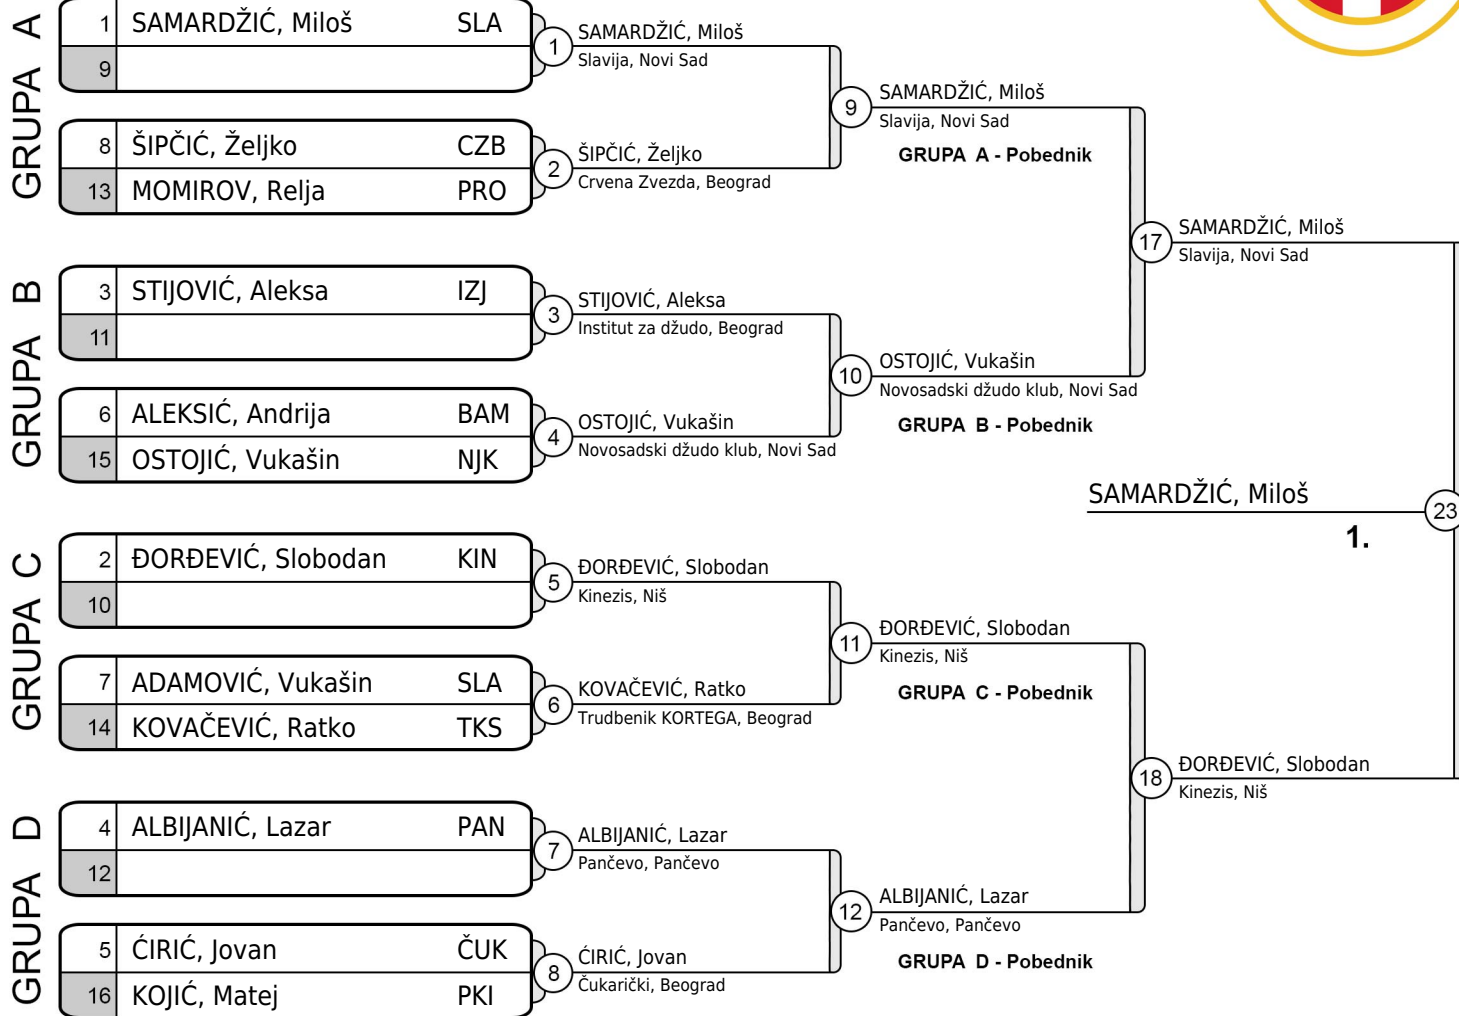 GRUPA A
1 SAMARDŽIĆ, Miloš SLA
9
8 ŠIPČIĆ, Željko CZB
13 MOMIROV, Relja PRO
GRUPA B
3 STIJOVIĆ, Aleksa IZJ
11
6 ALEKSIĆ, Andrija BAM
15 OSTOJIĆ, Vukašin NJK
GRUPA C
2 ĐORĐEVIĆ, Slobodan KIN
10
7 ADAMOVIĆ, Vukašin SLA
14 KOVAČEVIĆ, Ratko TKS
GRUPA D
4 ALBIJANIĆ, Lazar PAN
12
5 ĆIRIĆ, Jovan ČUK
16 KOJIĆ, Matej PKI
1 SAMARDŽIĆ, Miloš
Slavija, Novi Sad
2 ŠIPČIĆ, Željko
Crvena Zvezda, Beograd
3 STIJOVIĆ, Aleksa
Institut za džudo, Beograd
4 OSTOJIĆ, Vukašin
Novosadski džudo klub, Novi Sad
5 ĐORĐEVIĆ, Slobodan
Kinezis, Niš
6 KOVAČEVIĆ, Ratko
Trudbenik KORTEGA, Beograd
7 ALBIJANIĆ, Lazar
Pančevo, Pančevo
8 ĆIRIĆ, Jovan
Čukarički, Beograd
9 SAMARDŽIĆ, Miloš
Slavija, Novi Sad
GRUPA A - Pobednik
10 OSTOJIĆ, Vukašin
Novosadski džudo klub, Novi Sad
GRUPA B - Pobednik
11 ĐORĐEVIĆ, Slobodan
Kinezis, Niš
GRUPA C - Pobednik
12 ALBIJANIĆ, Lazar
Pančevo, Pančevo
GRUPA D - Pobednik
17 SAMARDŽIĆ, Miloš
Slavija, Novi Sad
18 ĐORĐEVIĆ, Slobodan
Kinezis, Niš
SAMARDŽIĆ, Miloš 23
1.